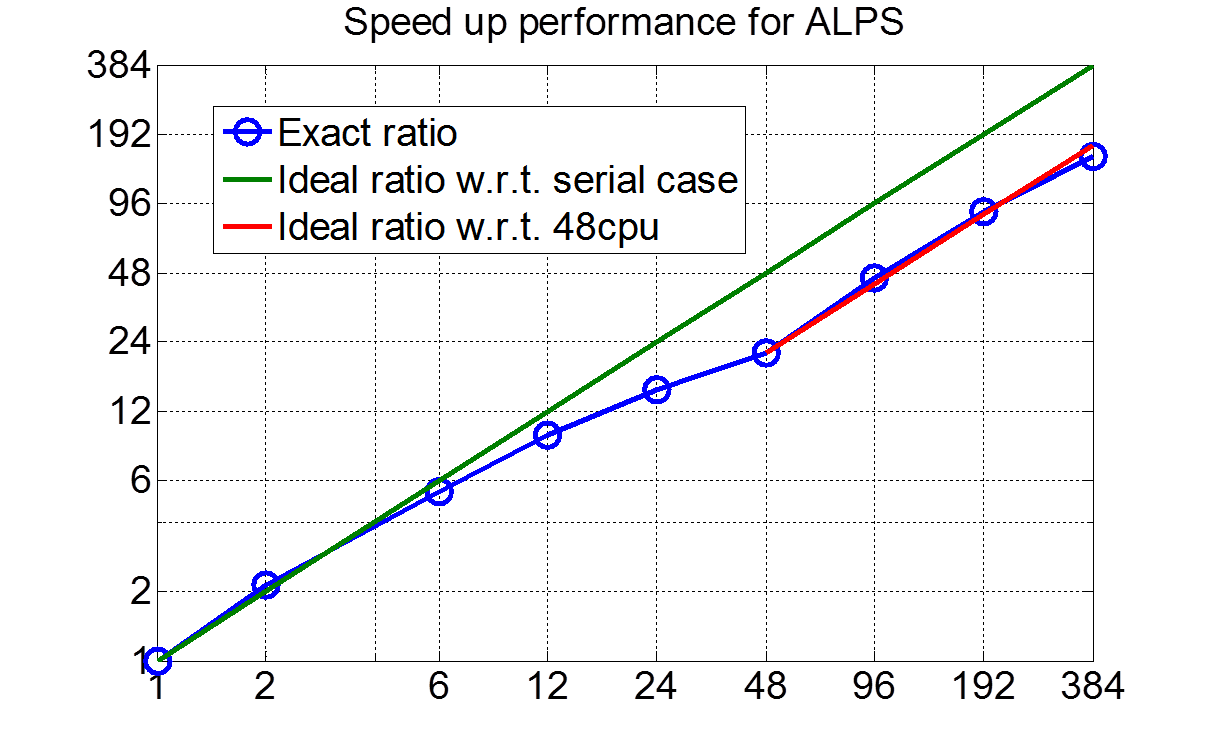 Speed up performance for ALPS
384
192
96
48
24
12
6
2
1
Exact ratio
Ideal ratio w.r.t. serial case
Ideal ratio w.r.t. 48cpu
1 2 6 12 24 48 96 192 384